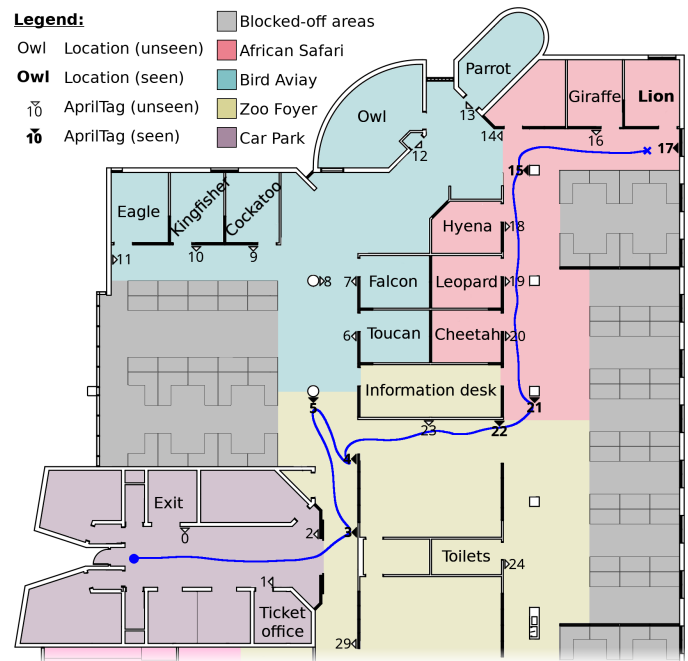 Legend:
Owl Location (unseen)
Owl Location (seen)
10 AprilTag (unseen)
10 AprilTag (seen)
Blocked-off areas
African Safari
Bird Aviay
Zoo Foyer
Car Park
Parrot
Giraffe
Lion
Owl
13
14
16
17
12
15
Eagle
Kingfisher
Cockatoo
Hyena
18
11
10
9
8
7
Falcon
Leopard
19
6
Toucan
Cheetah
20
Information desk
5
21
23
22
4
Exit
0
2
3
Toilets
24
1
Ticket
office
29